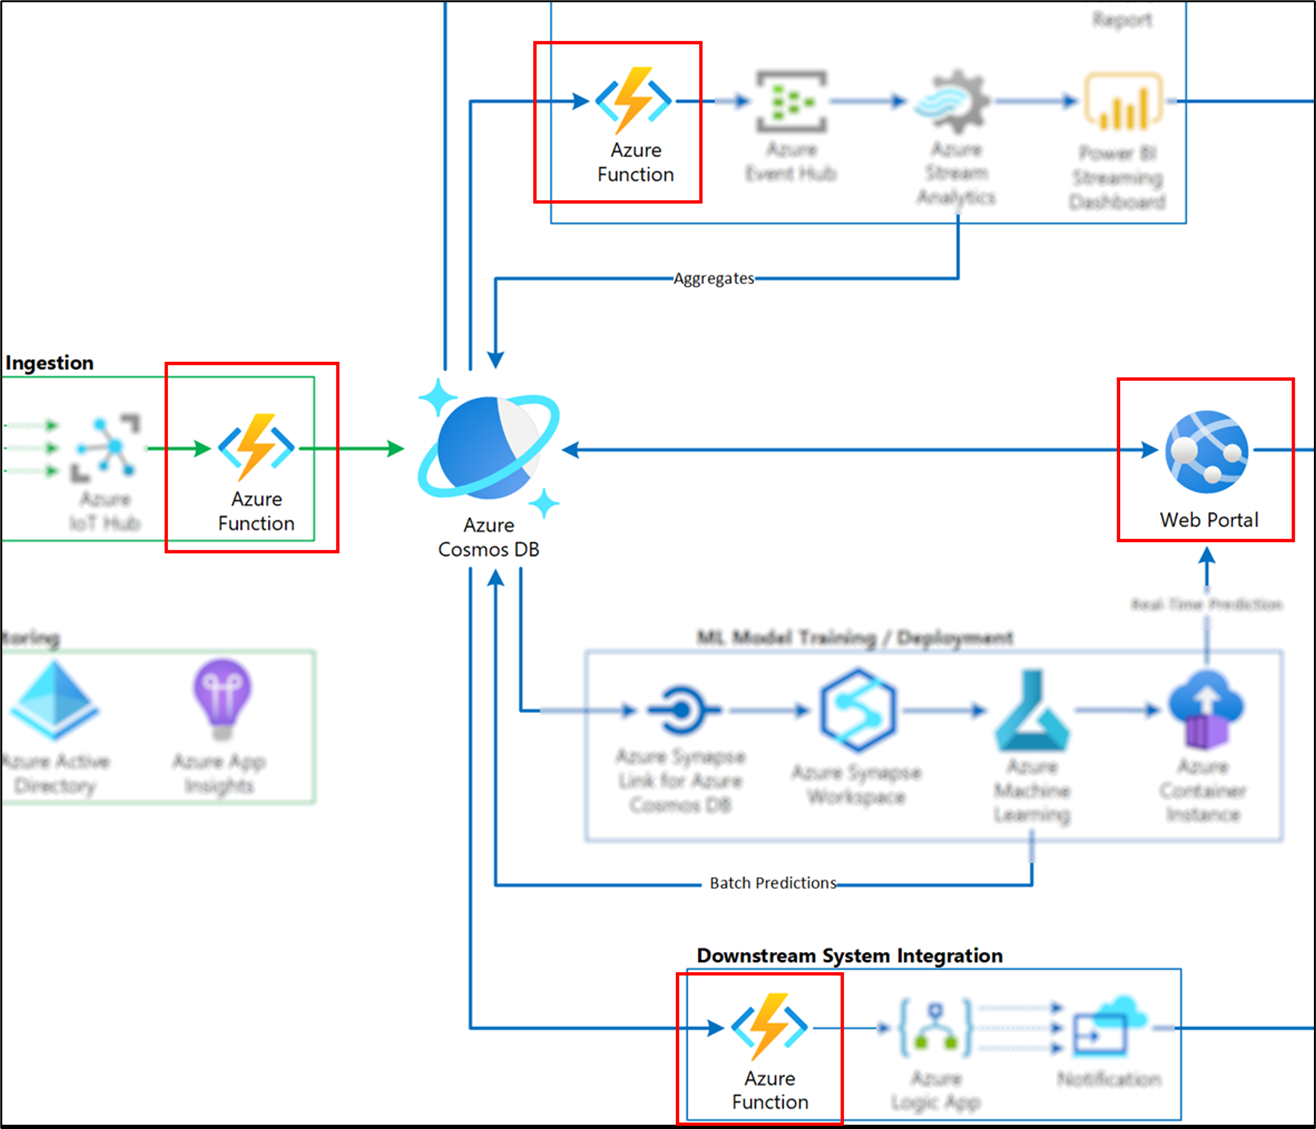 Report
Azure
Function
Azure
Event Hub
Azure
Stream
Analytics
Power BI
Streaming
Dashboard
Aggregates
Ingestion
Azure
IoT Hub
Azure
Function
Azure
Cosmos DB
Web Portal
Real-Time Prediction
toring
ML Model Training / Deployment
Azure Active
Directory
Azure App
Insights
Azure Synapse
Link for Azure
Cosmos DB
Azure Synapse
Workspace
Azure
Machine
Learning
Azure
Container
Instance
Batch Predictions
Downstream System Integration
Azure
Function
Azure
Logic App
Notification